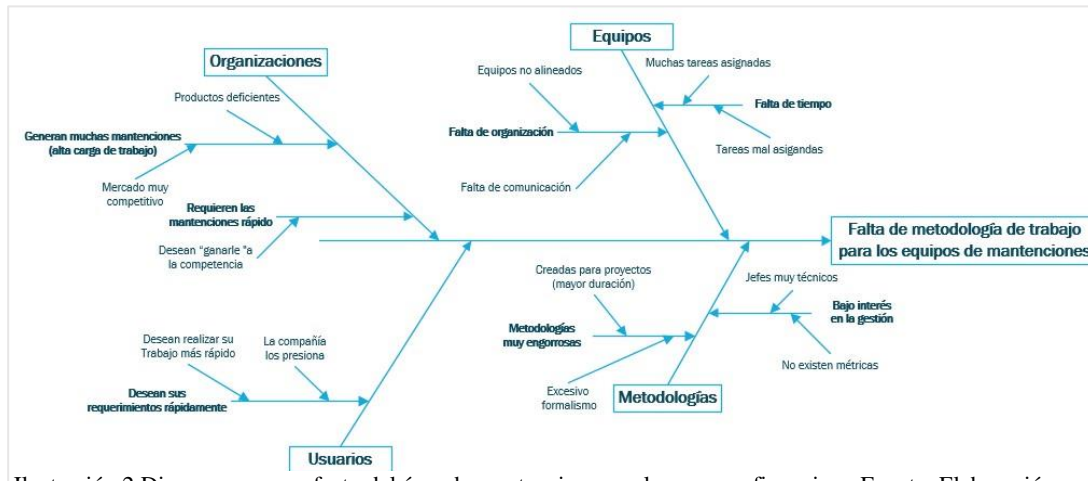 Organizaciones
Productos deficientes
Generan muchas mantenciones
(alta carga de trabajo)
Mercado muy
competitivo
Requieren las
mantenciones rápido
Desean "ganarle "a
la competencia
Equipos
Equipos no alineados
Muchas tareas asignadas
Falta de tiempo
Falta de organización
Tareas mal asigandas
Falta de comunicación
Falta de metodología de trabajo
para los equipos de mantenciones
Desean realizar su
Trabajo más rápido
La compañía
los presiona
Desean sus
requerimientos rápidamente
Usuarios
Creadas para proyectos
(mayor duración)
Jefes muy técnicos
Metodologías
muy engorrosas
Bajo interés
en la gestión
No existen métricas
Excesivo
formalismo
Metodologías